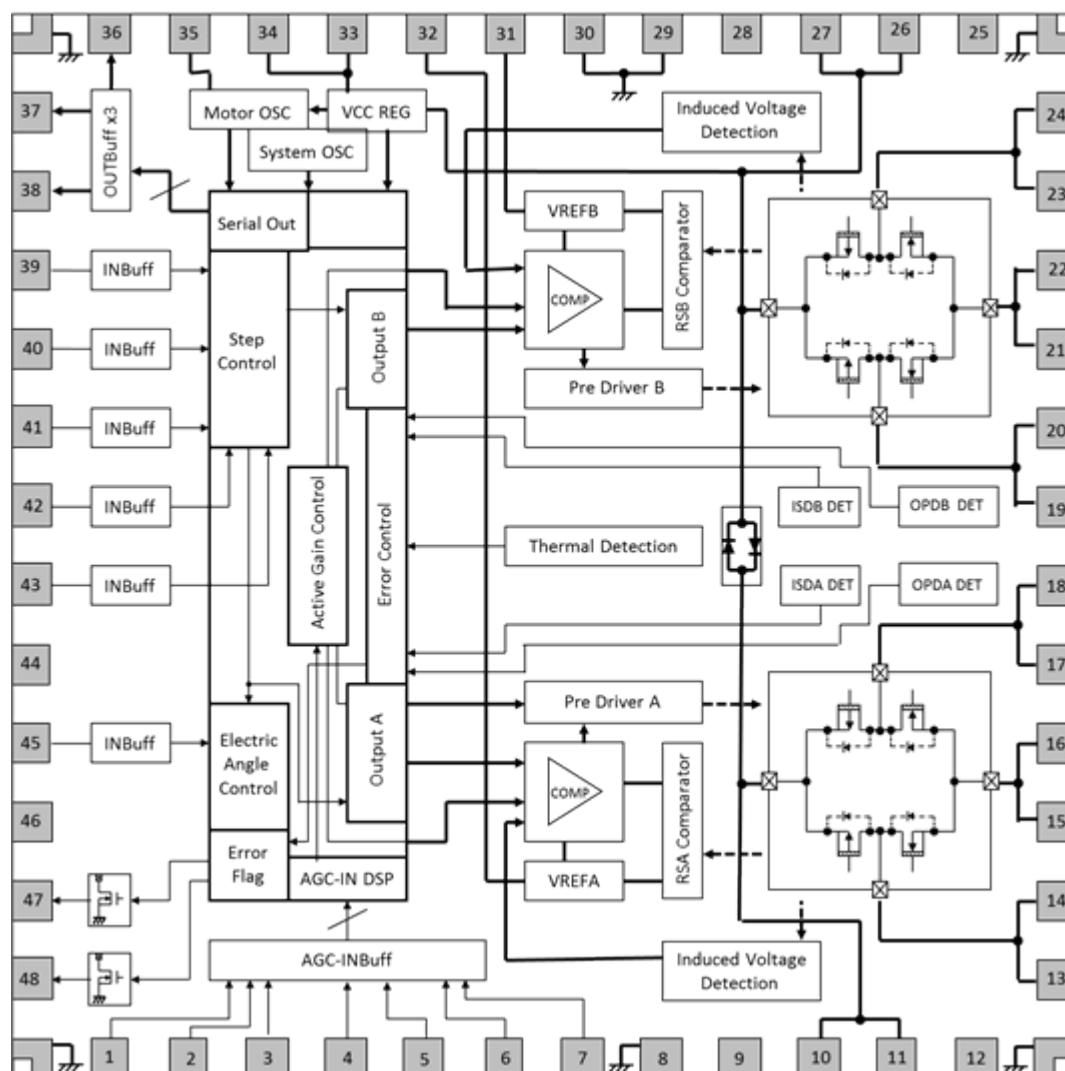 36
35
34
33
32
31
30
29
28
27
26
25
37
OUTBuff x3
Motor OSC
VCC REG
System OSC
Induced Voltage
Detection
24
38
Serial Out
VREFB
RSB Comparator
23
39
INBuff
COMP
22
40
INBuff
Step
Control
Output B
Pre Driver B
21
41
INBuff
20
42
INBuff
Active Gain Control
Error Control
Thermal Detection
ISDB DET
OPDB DET
19
43
INBuff
ISDA DET
OPDA DET
18
44
Pre Driver A
17
45
INBuff
Electric
Angle
Control
Output A
COMP
RSA Comparator
16
46
Error
Flag
AGC-IN DSP
VREFA
15
47
14
48
AGC-INBuff
Induced Voltage
Detection
13
1
2
3
4
5
6
7
8
9
10
11
12